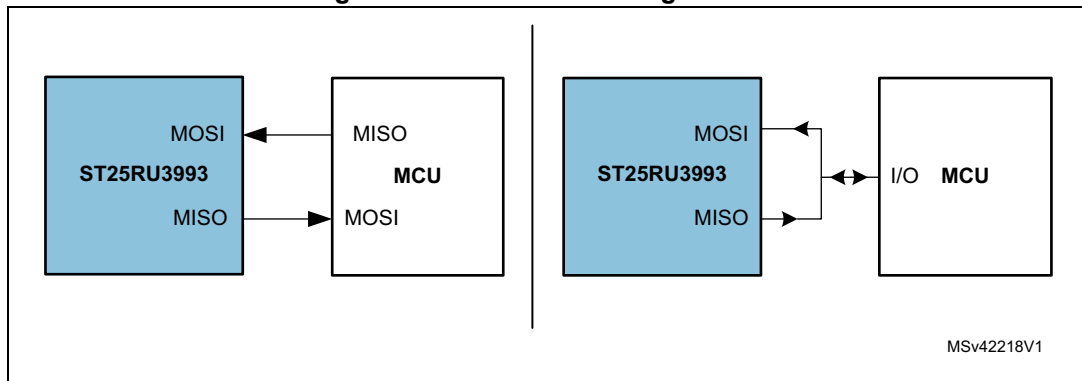 MOSI
MISO
ST25RU3993
MCU
MISO
MOSI
MOSI
ST25RU3993
I/O MCU
MISO
MSv42218V1